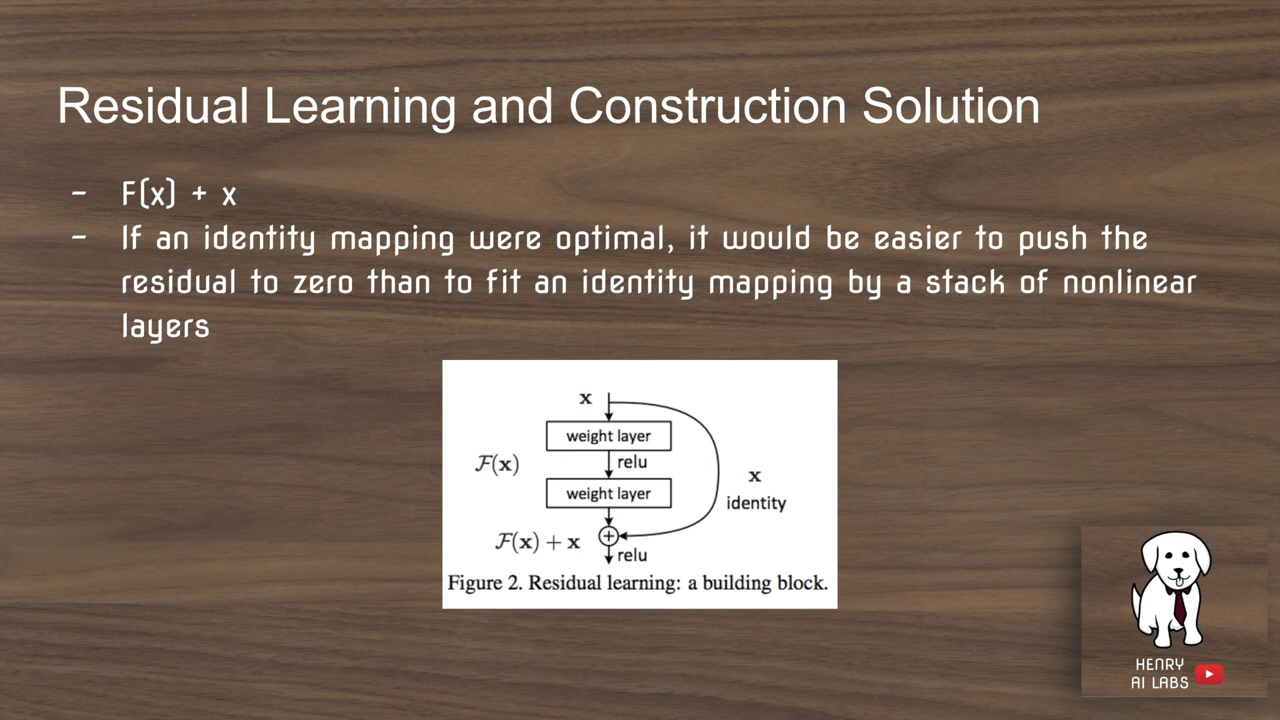 Residual Learning and Construction Solution
- F(x) + x
- If an identity mapping were optimal, it would be easier to push the
residual to zero than to fit an identity mapping by a stack of nonlinear
layers
x
weight layer
F(x)
relu
weight layer
x
identity
F(x) + x
relu
Figure 2. Residual learning: a building block.
HENRY
AI LABS